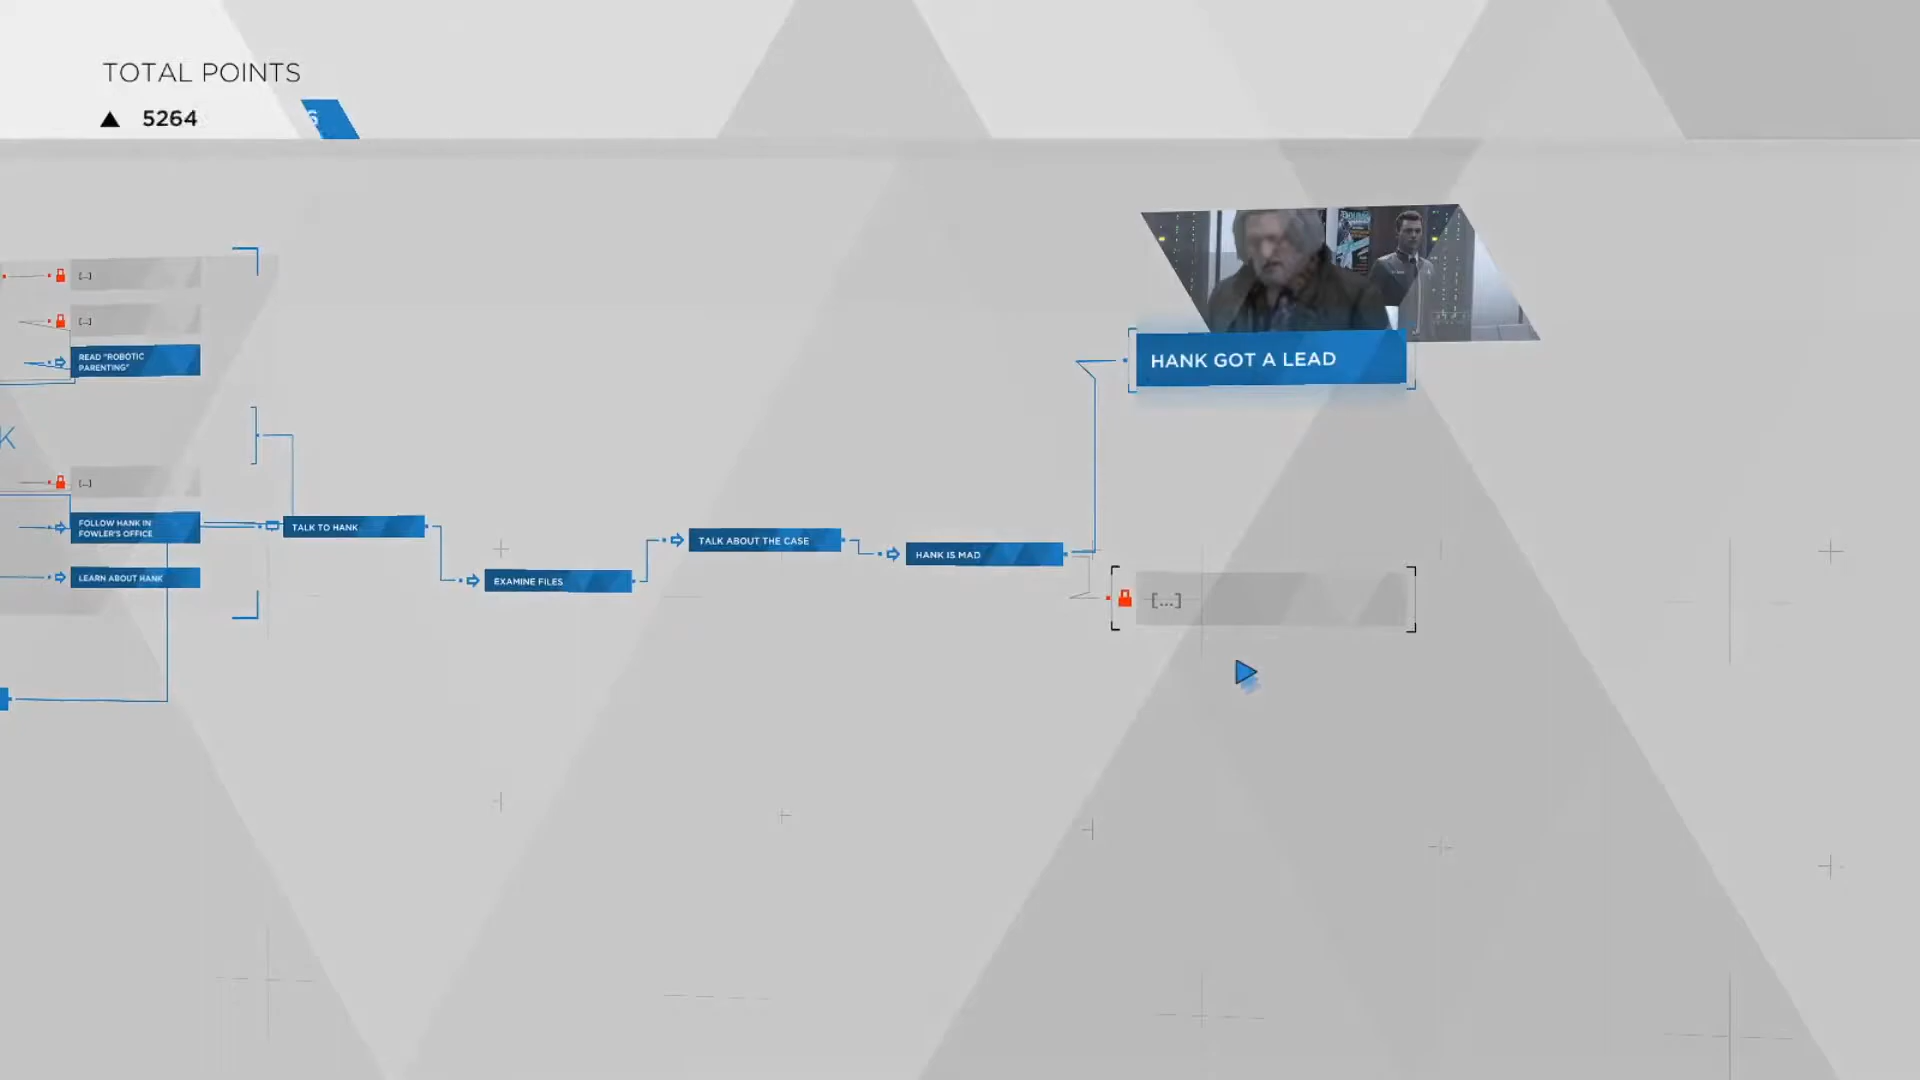 TOTAL POINTS
5264
[...]
[...]
READ "ROBOTIC
PARENTING"
HANK GOT A LEAD
K
[...]
FOLLOW HANK IN
FOWLER'S OFFICE
TALK TO HANK
TALK ABOUT THE CASE
HANK IS MAD
LEARN ABOUT HANK
EXAMINE FILES
[...]